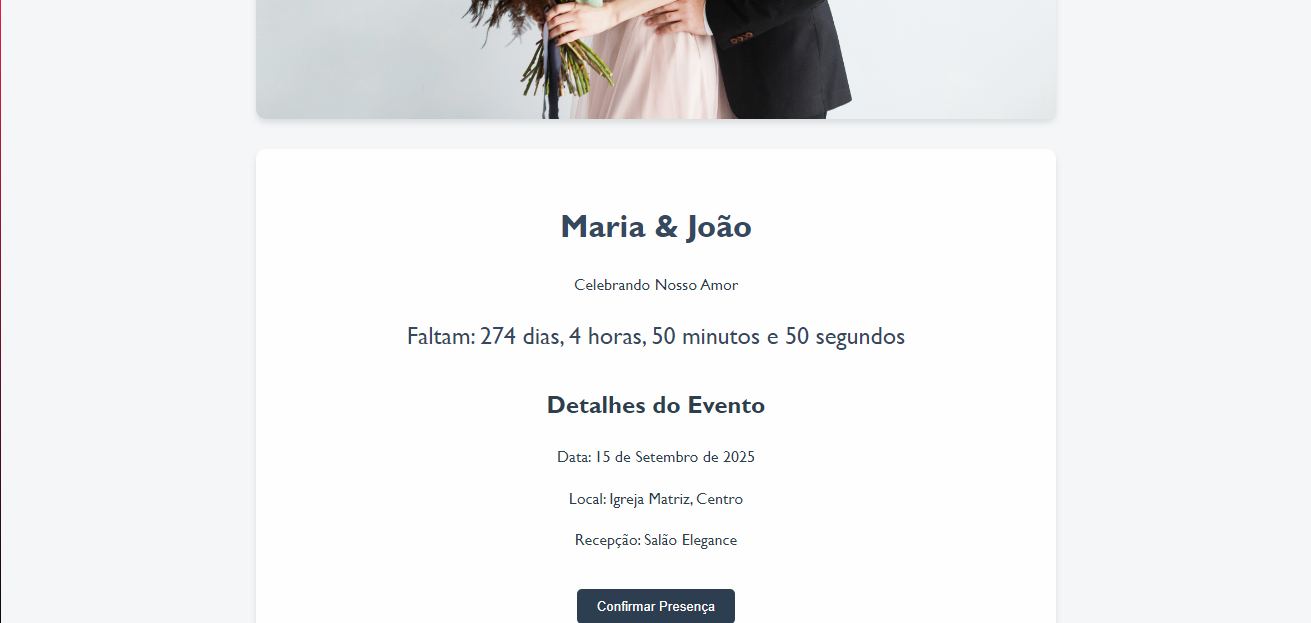 Maria & João
Celebrando Nosso Amor
Faltam: 274 dias, 4 horas, 50 minutos e 50 segundos
Detalhes do Evento
Data: 15 de Setembro de 2025
Local: Igreja Matriz, Centro
Recepção: Salão Elegance
Confirmar Presença